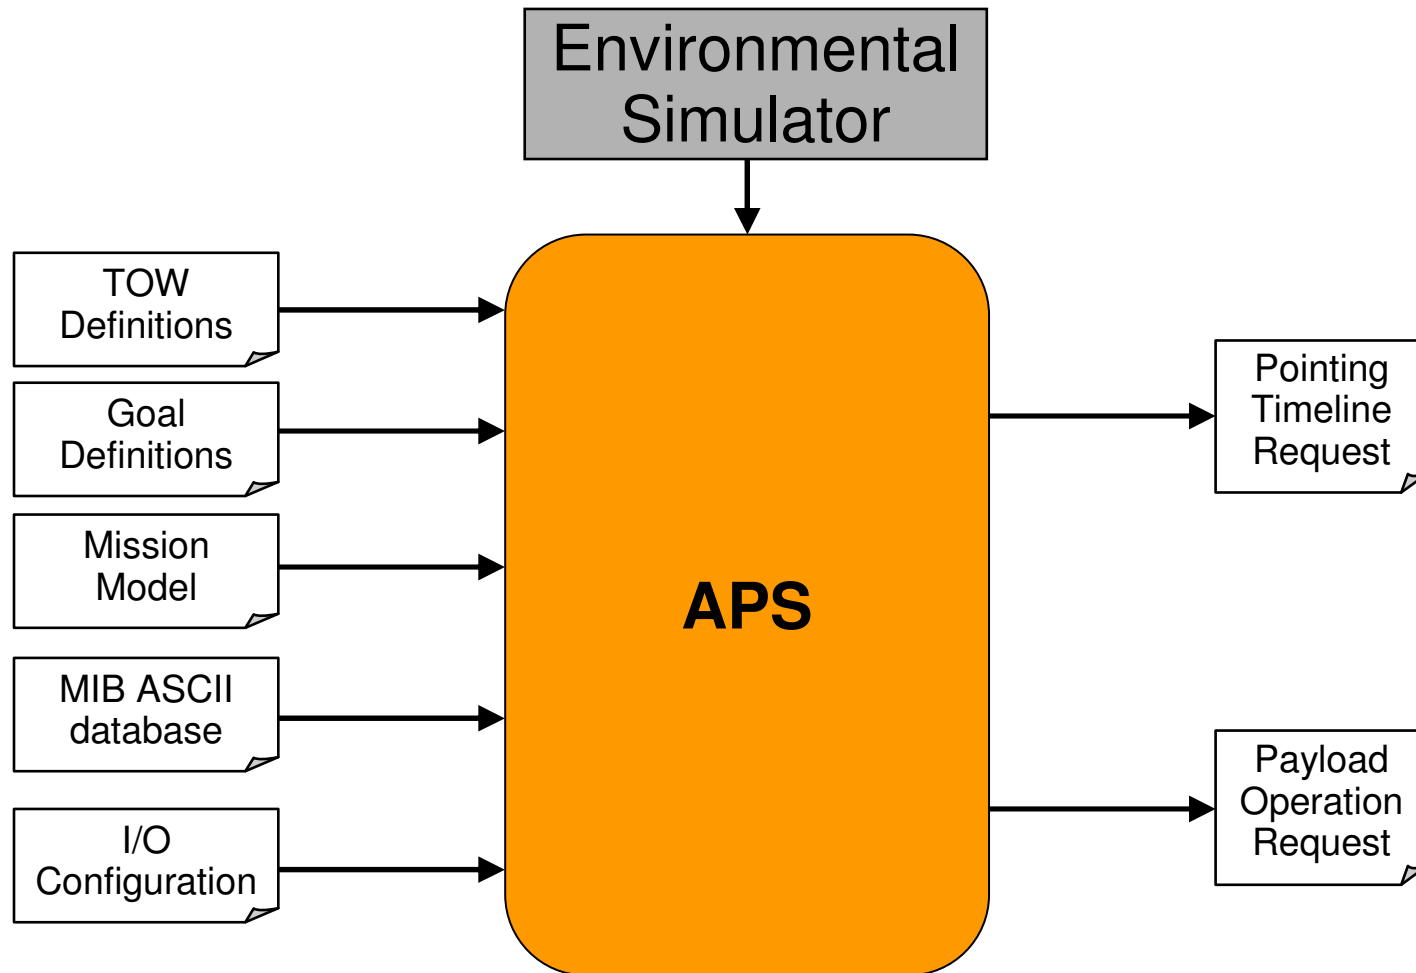 Environmental
Simulator
TOW
Definitions
Goal
Definitions
Mission
Model
MIB ASCII
database
I/O
Configuration
APS
Pointing
Timeline
Request
Payload
Operation
Request